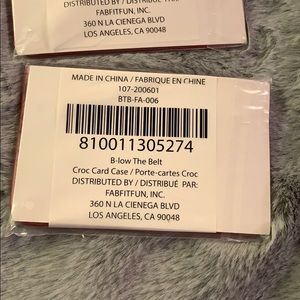 DISTRIBUTED BY / DISTRIBUÉ PAR:
FABFITFUN, INC.
360 N LA CIENEGA BLVD
LOS ANGELES, CA 90048
MADE IN CHINA / FABRIQUE EN CHINE
107-200601
BTB-FA-006
810011305274
B-low The Belt
Croc Card Case / Porte-cartes Croc
DISTRIBUTED BY / DISTRIBUÉ PAR:
FABFITFUN, INC.
360 N LA CIENEGA BLVD
LOS ANGELES, CA 90048